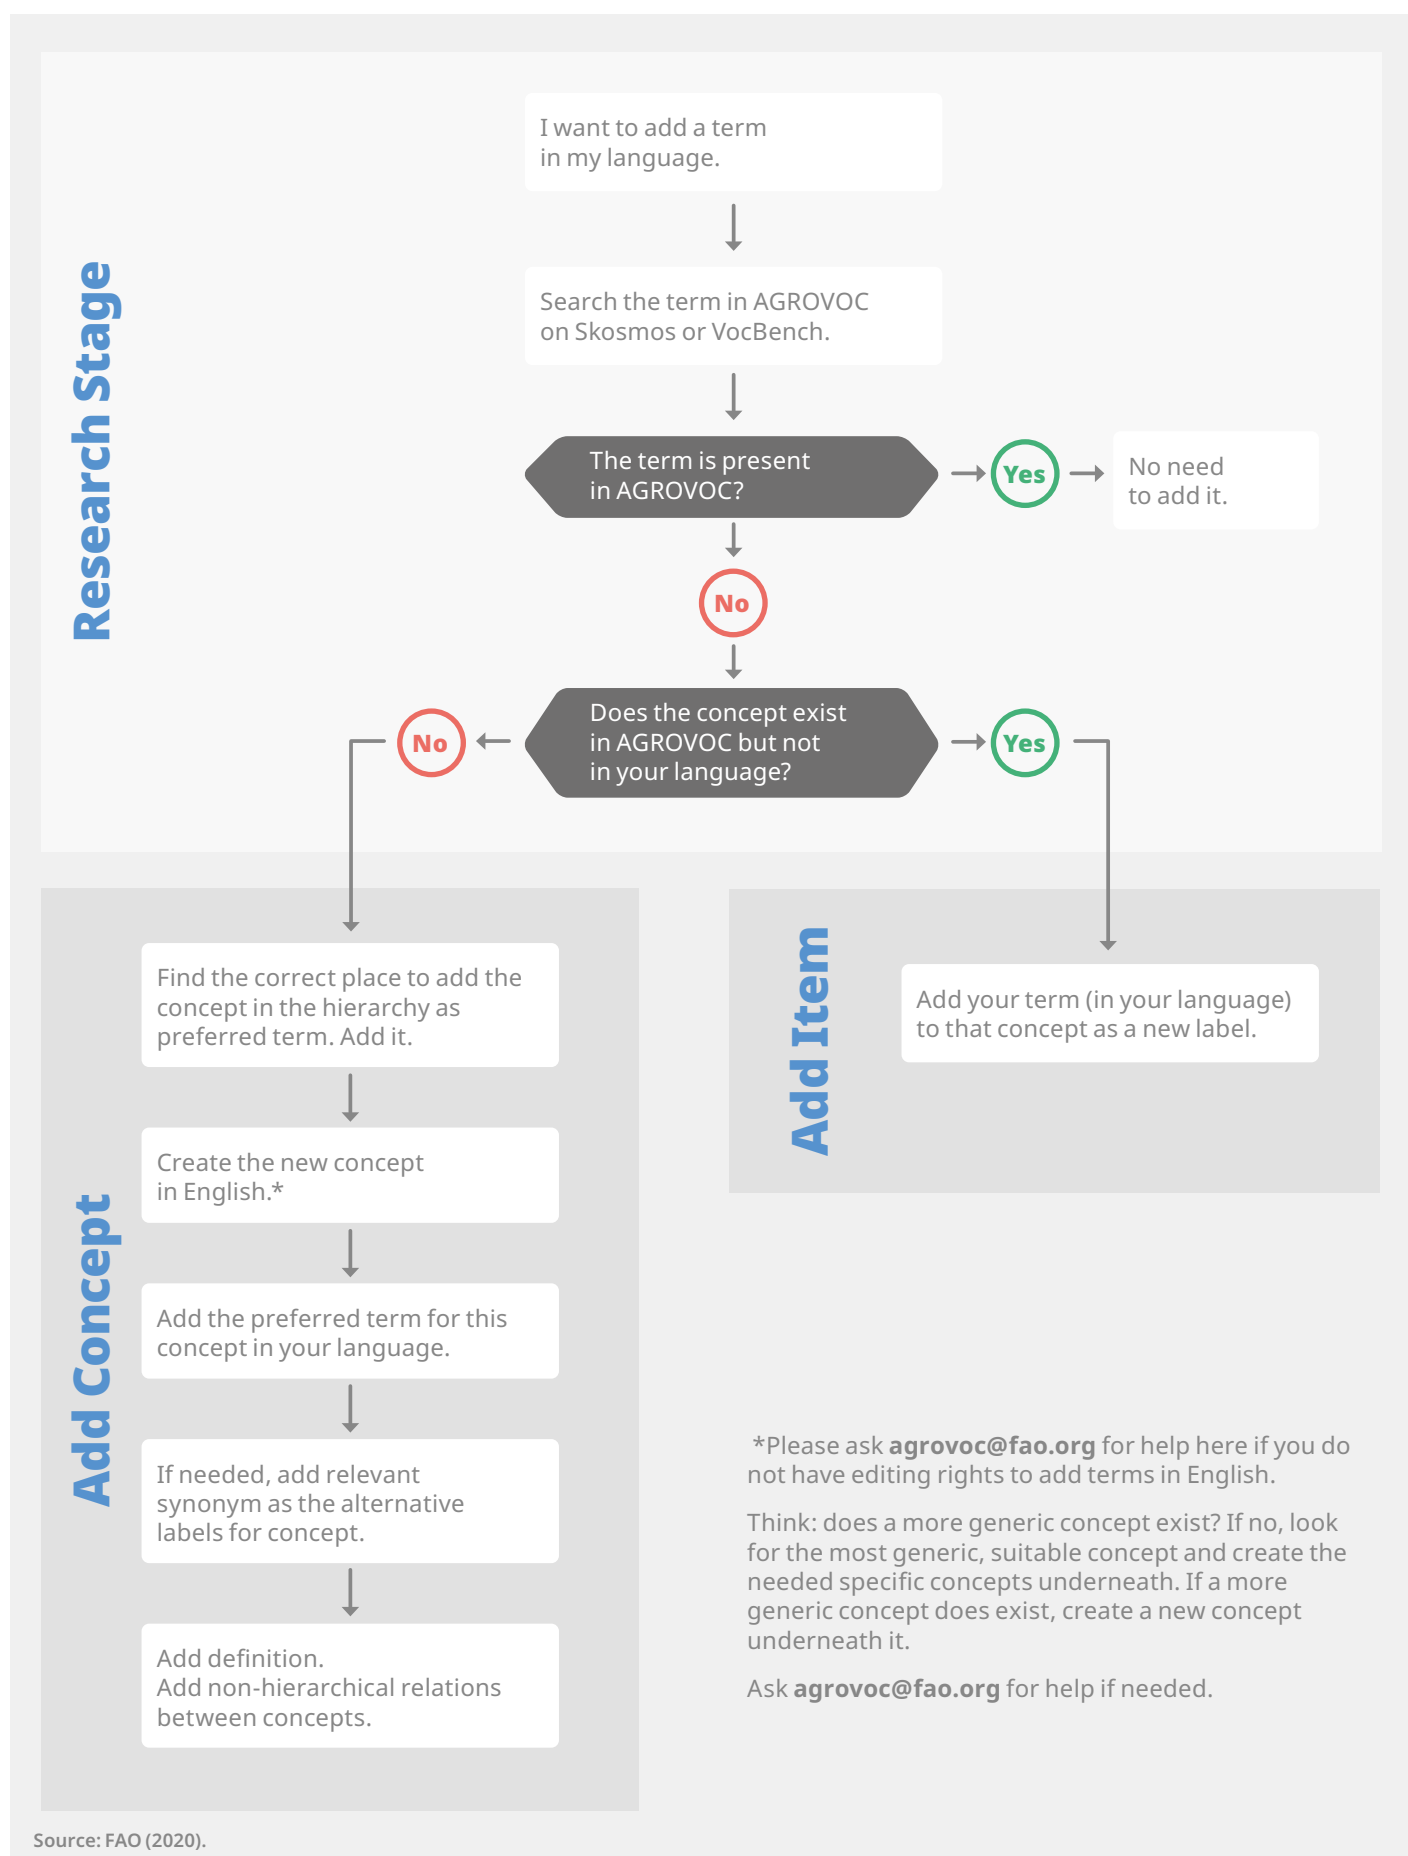 Research Stage
I want to add a term
in my language.
Search the term in AGROVOC
on Skosmos or VocBench.
The term is present
in AGROVOC?
Yes
No need
to add it.
No
Does the concept exist
in AGROVOC but not
in your language?
No
Yes
Add Concept
Find the correct place to add the
concept in the hierarchy as
preferred term. Add it.
Create the new concept
in English.*
Add the preferred term for this
concept in your language.
If needed, add relevant
synonym as the alternative
labels for concept.
Add definition.
Add non-hierarchical relations
between concepts.
Add Item
Add your term (in your language)
to that concept as a new label.
*Please ask agrovoc@fao.org for help here if you do
not have editing rights to add terms in English.
Think: does a more generic concept exist? If no, look
for the most generic, suitable concept and create the
needed specific concepts underneath. If a more
generic concept does exist, create a new concept
underneath it.
Ask agrovoc@fao.org for help if needed.
Source: FAO (2020).